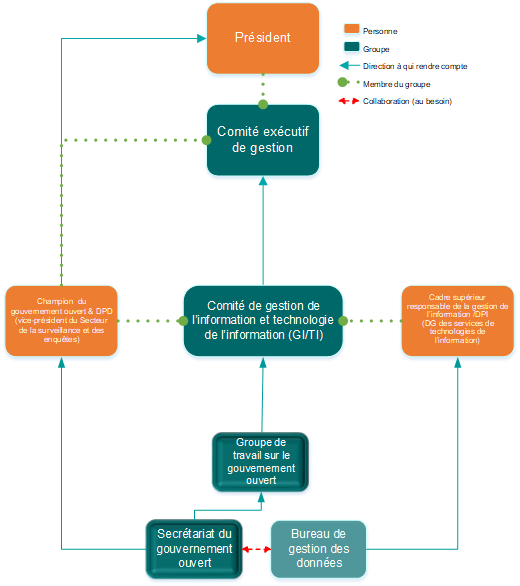 Président
Personne
Groupe
Direction à qui rendre compte
Membre du groupe
Collaboration (au besoin)
Comité exécutif
de gestion
Champion du
gouvernement ouvert & DPD
(vice-président du Secteur
de la surveillance et des
enquêtes)
Comité de gestion de
l'information et technologie
de l'information (GI/TI)
Cadre supérieur
responsable de la gestion de
l'information /DPI
(DG des services de
technologies de
l'information)
Groupe de
travail sur le
gouvernement
ouvert
Secrétariat du
gouvernement
ouvert
Bureau de
gestion des
données